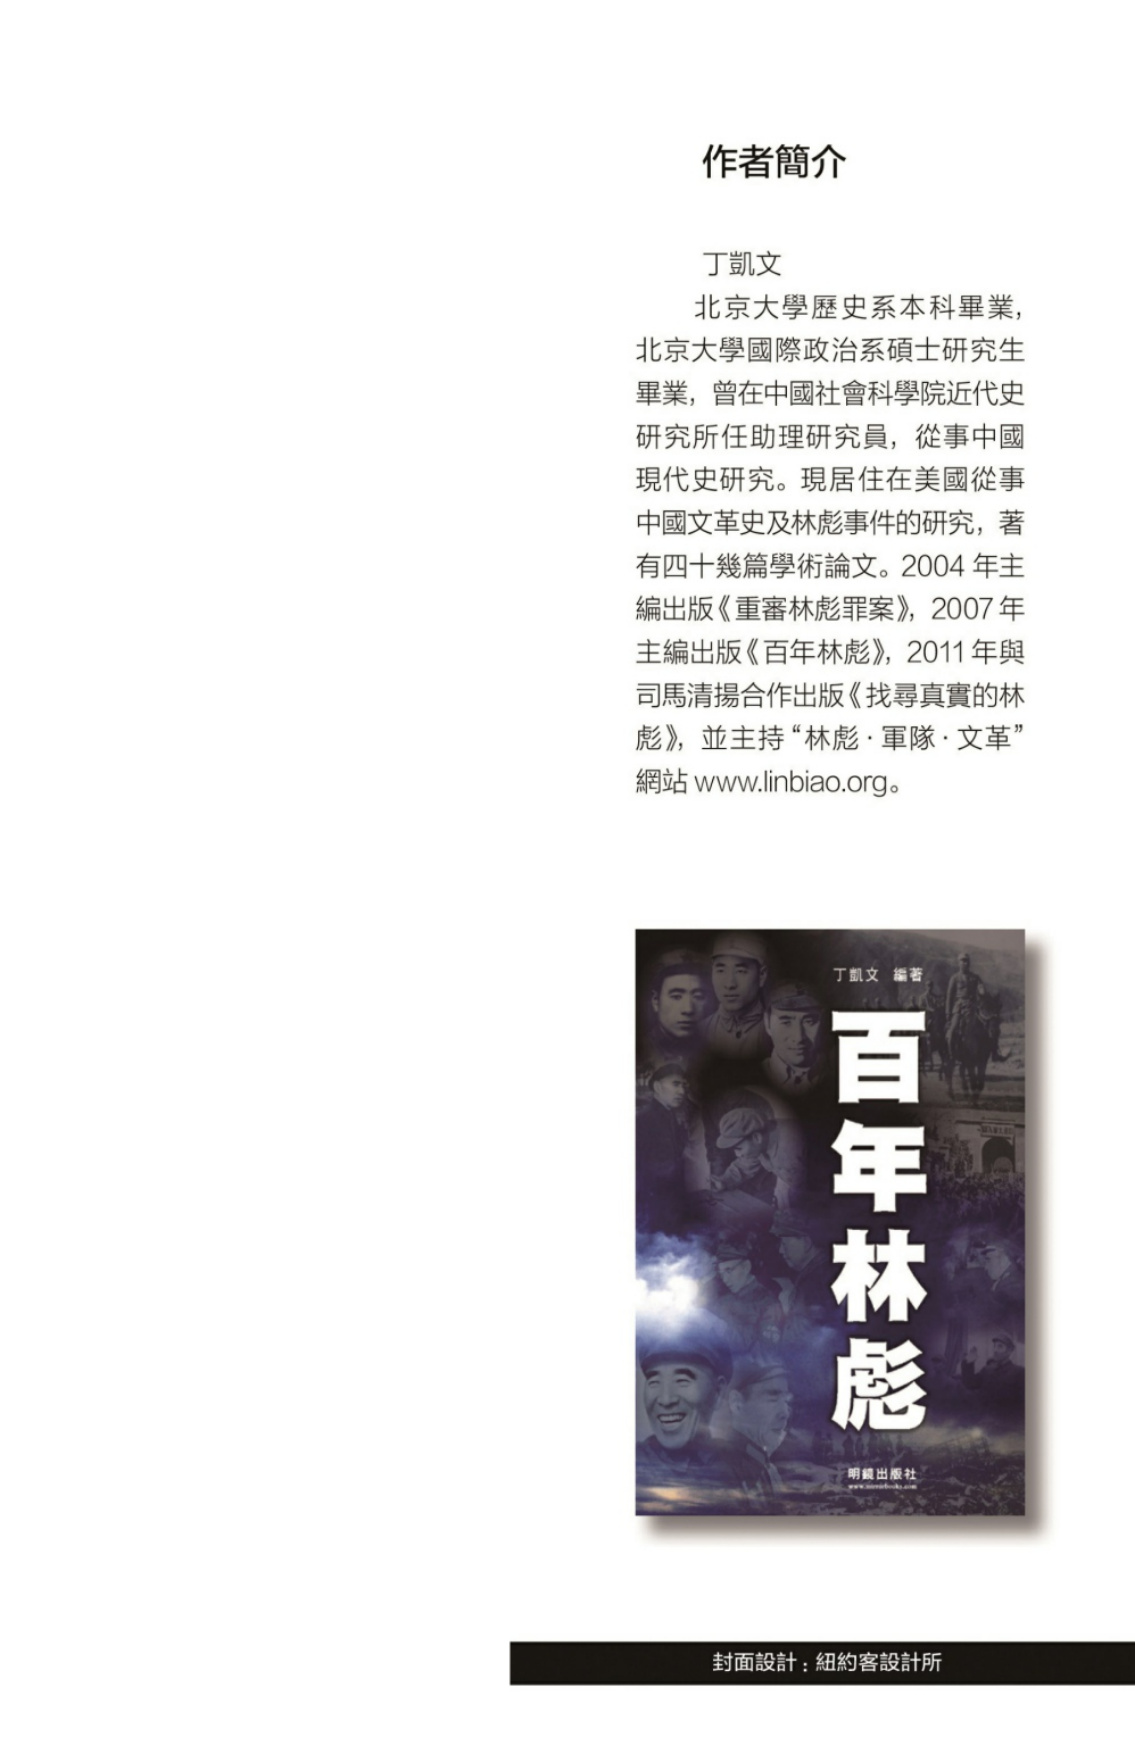 作者簡介
丁凱文
北京大學歷史系本科畢業，
北京大學國際政治系碩士研究生
畢業，曾在中國社會科學院近代史
研究所任助理研究員，從事中國
現代史研究。現居住在美國從事
中國文革史及林彪事件的研究，著
有四十幾篇學術論文。2004 年主
編出版《重審林彪罪案》，2007 年
主編出版《百年林彪》，2011 年與
司馬清揚合作出版《找尋真實的林
彪》，並主持“林彪·軍隊·文革”
網站 www.linbiao.org。
丁凱文 編著
百年林彪
明鏡出版社
封面設計：紐約客設計所